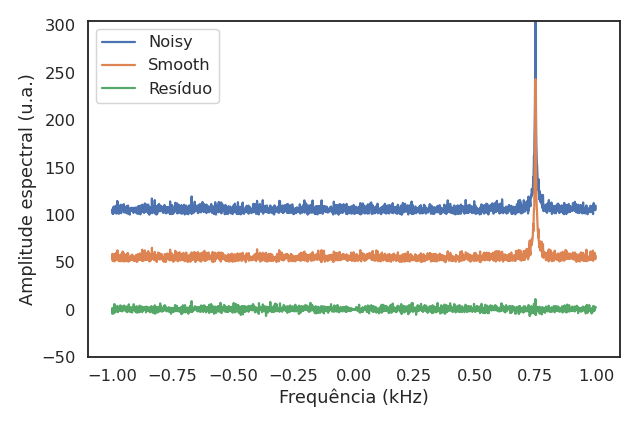 300
250
200
150
100
50
0
−50
Amplitude espectral (u.a.)
Noisy
Smooth
Resíduo
−1.00 −0.75 −0.50 −0.25 0.00 0.25 0.50 0.75 1.00
Frequência (kHz)